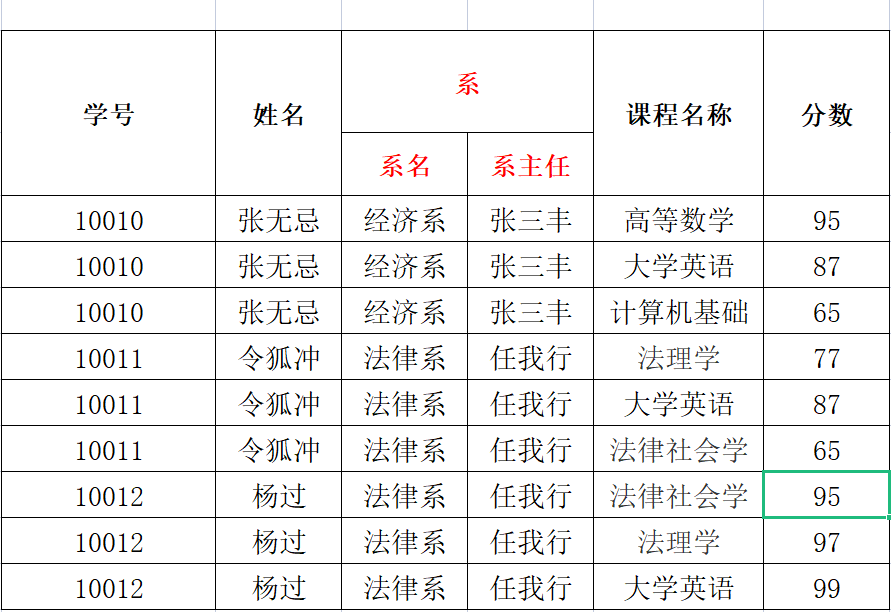 学号 姓名 系 课程名称 分数
系名 系主任
10010 张无忌 经济系 张三丰 高等数学 95
10010 张无忌 经济系 张三丰 大学英语 87
10010 张无忌 经济系 张三丰 计算机基础 65
10011 令狐冲 法律系 任我行 法理学 77
10011 令狐冲 法律系 任我行 大学英语 87
10011 令狐冲 法律系 任我行 法律社会学 65
10012 杨过 法律系 任我行 法律社会学 95
10012 杨过 法律系 任我行 法理学 97
10012 杨过 法律系 任我行 大学英语 99